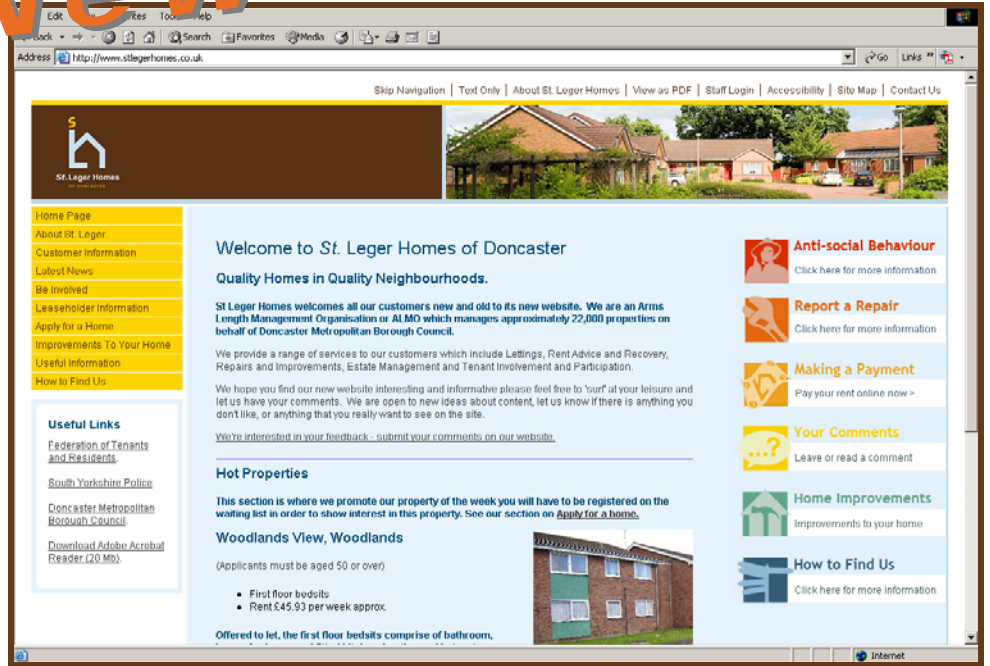 New
Edit
Tools
Help
Back
Search Favorites Media
Address http://www.stlegerhomes.co.uk Go Links »
Skip Navigation | Text Only | About St. Leger Homes | View as PDF | Staff Login | Accessibility | Site Map | Contact Us
St. Leger Homes
OF DONCASTER
Home Page
About St. Leger
Customer Information
Latest News
Be Involved
Leaseholder Information
Apply for a Home
Improvements To Your Home
Useful Information
How to Find Us
Useful Links
Federation of Tenants
and Residents.
South Yorkshire Police.
Doncaster Metropolitan
Borough Council.
Download Adobe Acrobat
Reader (20 Mb).
Welcome to St. Leger Homes of Doncaster
Quality Homes in Quality Neighbourhoods.
St Leger Homes welcomes all our customers new and old to its new website. We are an Arms
Length Management Organisation or ALMO which manages approximately 22,000 properties on
behalf of Doncaster Metropolitan Borough Council.
We provide a range of services to our customers which include Lettings, Rent Advice and Recovery,
Repairs and Improvements, Estate Management and Tenant Involvement and Participation.
We hope you find our new website interesting and informative please feel free to 'surf' at your leisure and
let us have your comments. We are open to new ideas about content, let us know if there is anything you
don't like, or anything that you really want to see on the site.
We're interested in your feedback - submit your comments on our website.
Hot Properties
This section is where we promote our property of the week you will have to be registered on the
waiting list in order to show interest in this property. See our section on Apply for a home.
Woodlands View, Woodlands
(Applicants must be aged 50 or over)
• First floor bedsits
• Rent £45.93 per week approx.
Offered to let, the first floor bedsits comprise of bathroom,
Anti-social Behaviour
Click here for more information
Report a Repair
Click here for more information
Making a Payment
Pay your rent online now >
...?
Your Comments
Leave or read a comment
Home Improvements
Improvements to your home
How to Find Us
Click here for more information
Internet